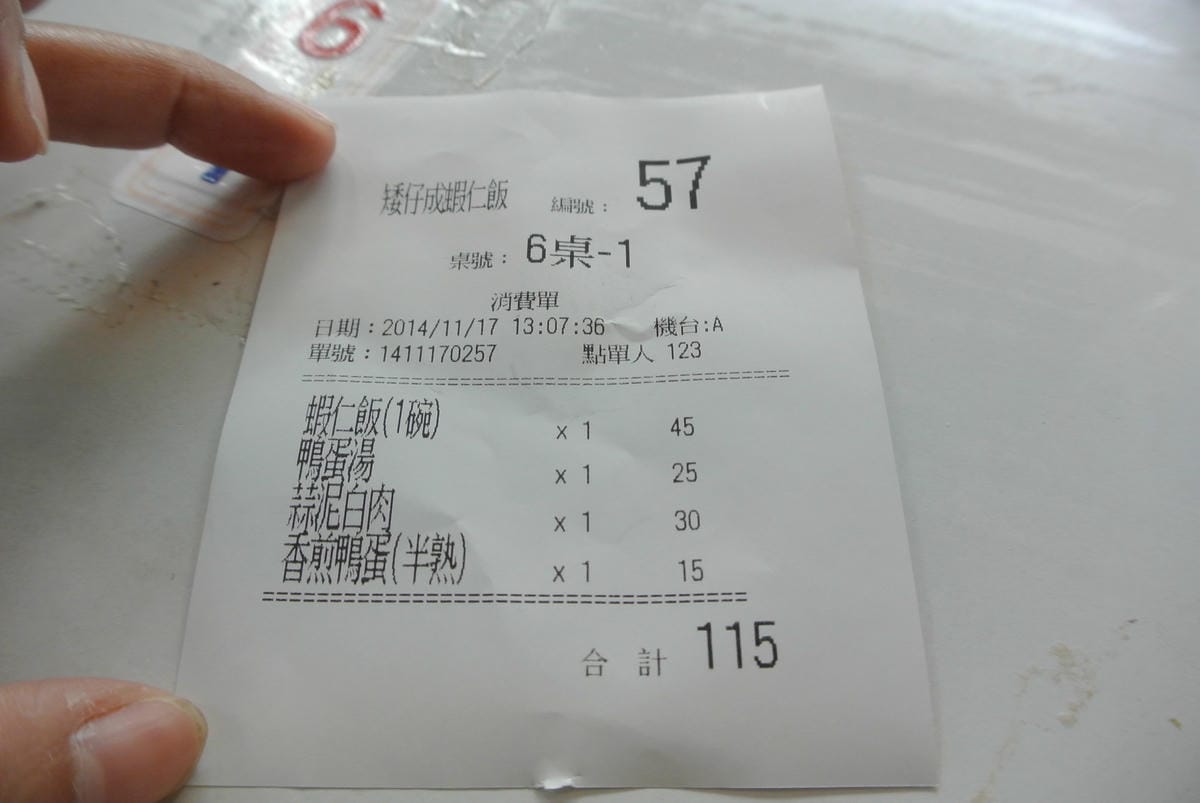 6
矮仔成蝦仁飯 編號： 57
桌號： 6桌-1
消費單
日期：2014/11/17 13:07:36 機台:A
單號：1411170257 點單人 123
蝦仁飯(1碗) x 1 45
鴨蛋湯 x 1 25
蒜泥白肉 x 1 30
香煎鴨蛋(半熟) x 1 15
合 計 115